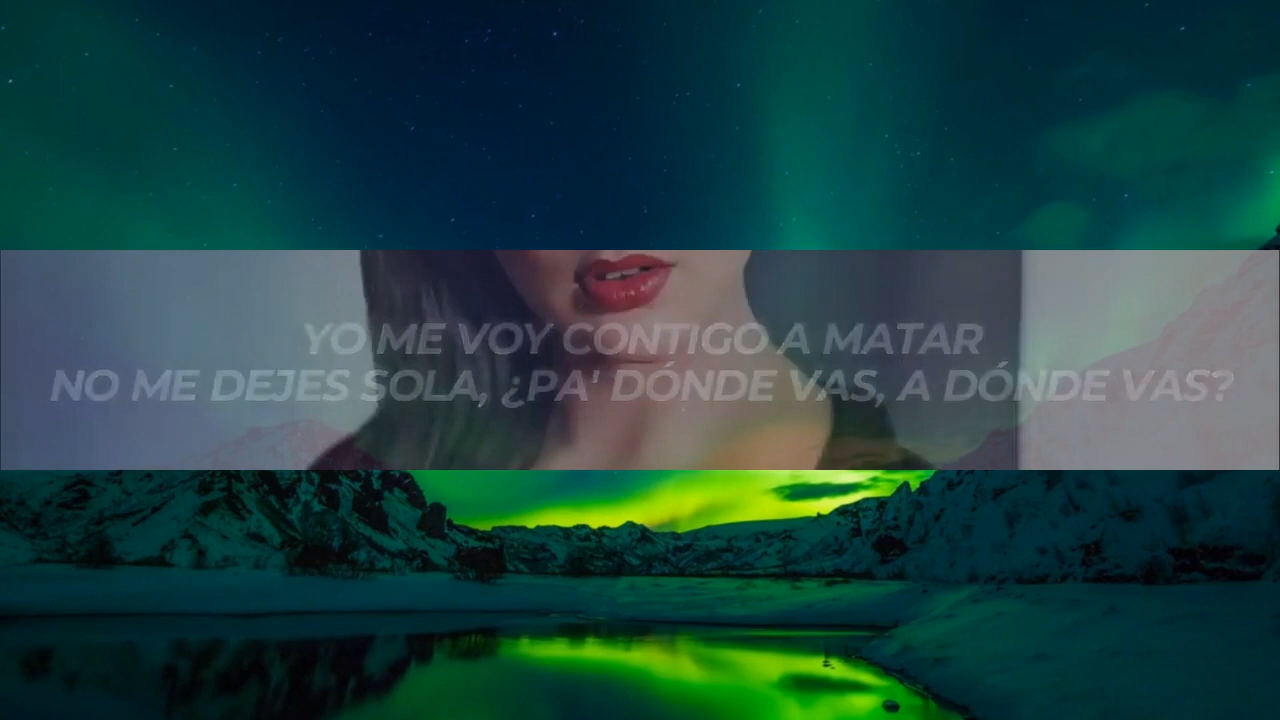 YO ME VOY CONTIGO A MATAR
NO ME DEJES SOLA, ¿PA' DÓNDE VAS, A DÓNDE VAS?